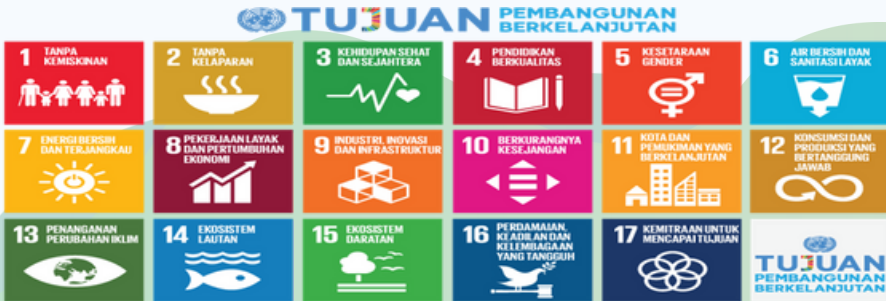 TUJUAN PEMBANGUNAN
BERKELANJUTAN
1 TANPA
KEMISKINAN
2 TANPA
KELAPARAN
3 KEHIDUPAN SEHAT
DAN SEJAHTERA
4 PENDIDIKAN
BERKUALITAS
5 KESETARAAN
GENDER
6 AIR BERSIH DAN
SANITASI LAYAK
7 ENERGI BERSIH
DAN TERJANGKAU
8 PEKERJAAN LAYAK
DAN PERTUMBUHAN
EKONOMI
9 INDUSTRI, INOVASI
DAN INFRASTRUKTUR
10 BERKURANGNYA
KESEJANGAN
11 KOTA DAN
PEMUKIMAN YANG
BERKELANJUTAN
12 KONSUMSI DAN
PRODUKSI YANG
BERTANGGUNG
JAWAB
13 PENANGANAN
PERUBAHAN IKLIM
14 EKOSISTEM
LAUTAN
15 EKOSISTEM
DARATAN
16 PERDAMAIAN,
KEADILAN DAN
KELEMBAGAAN
YANG TANGGUH
17 KEMITRAAN UNTUK
MENCAPAI TUJUAN
TUJUAN
PEMBANGUNAN
BERKELANJUTAN